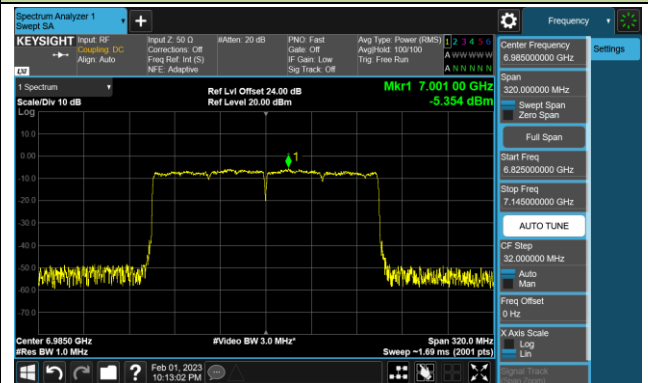 Spectrum Analyzer 1
Swept SA
+
Frequency
KEYSIGHT
Input: RF
Coupling: DC
Align: Auto
Input Z: 50 Ω
Corrections: Off
Freq Ref: Int (S)
NFE: Adaptive
#Atten: 20 dB
PNO: Fast
Gate: Off
IF Gain: Low
Sig Track: Off
Avg Type: Power (RMS)
Avg|Hold: 100/100
Trig: Free Run
1 2 3 4 5 6
A W W W W W
A N N N N N
LXI
1 Spectrum
Scale/Div 10 dB
Log
Ref Lvl Offset 24.00 dB
Ref Level 20.00 dBm
Mkr1 7.001 00 GHz
-5.354 dBm
10.0
0.00
-10.0
-20.0
-30.0
-40.0
-50.0
-60.0
-70.0
1
Center 6.9850 GHz
#Res BW 1.0 MHz
#Video BW 3.0 MHz*
Span 320.0 MHz
Sweep ~1.69 ms (2001 pts)
Feb 01, 2023
10:13:02 PM
?
Center Frequency
6.985000000 GHz
Span
320.000000 MHz
Swept Span
Zero Span
Full Span
Start Freq
6.825000000 GHz
Stop Freq
7.145000000 GHz
AUTO TUNE
CF Step
32.000000 MHz
Auto
Man
Freq Offset
0 Hz
X Axis Scale
Log
Lin
Signal Track
(Span Zoom)
Settings